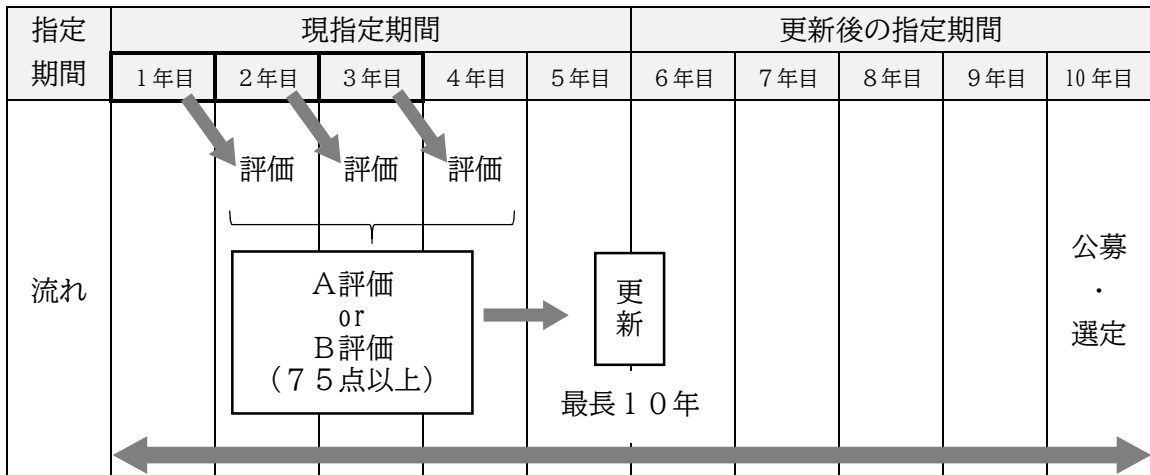 指定
期間
現指定期間
更新後の指定期間
1年目
2年目
3年目
4年目
5年目
6年目
7年目
8年目
9年目
10年目
流れ
評価
評価
評価
A評価
or
B評価
（75点以上）
更
新
最長10年
公募
・
選定